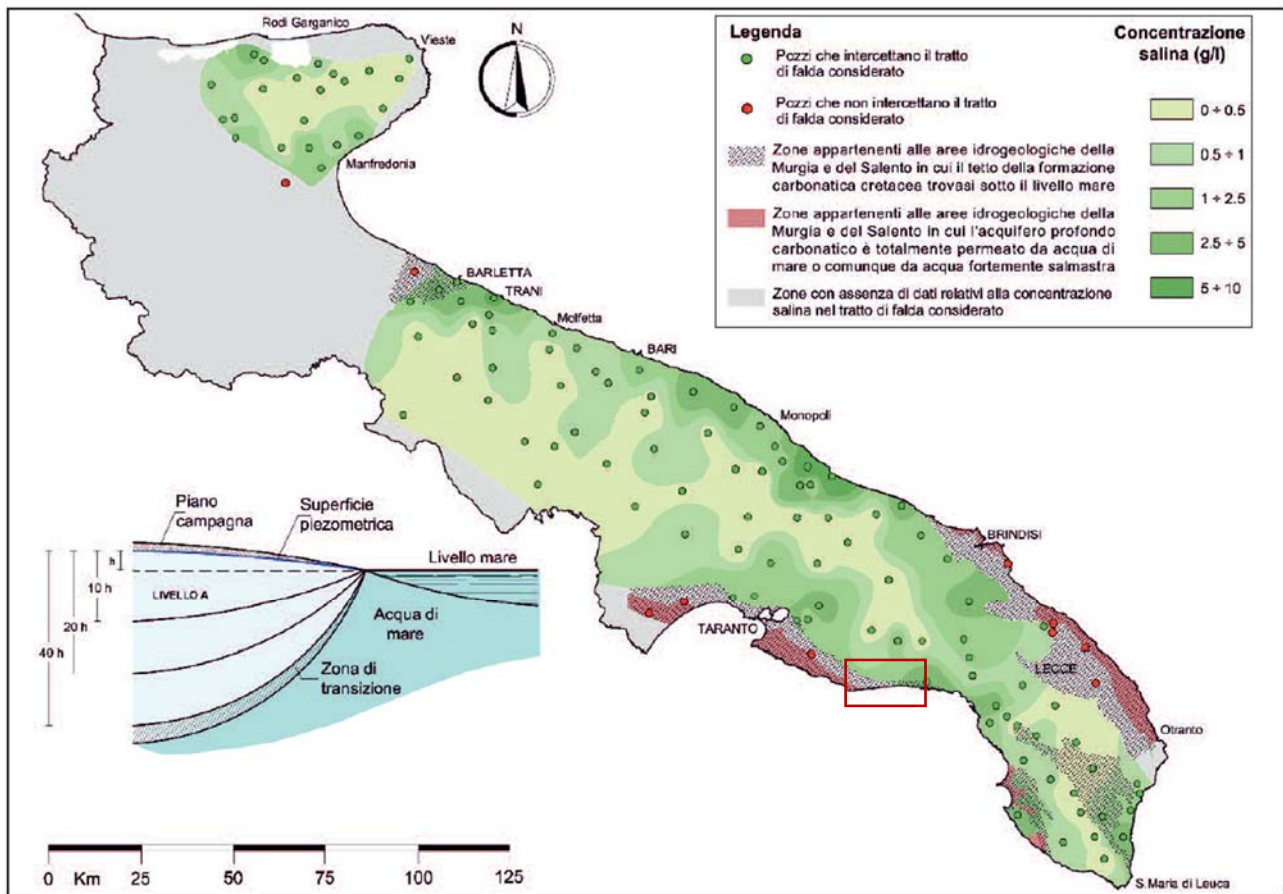 Rodi Garganico
Vieste
N
Manfredonia
BARLETTA
TRANI
Molfetta
BARI
Monopoli
BRINDISI
TARANTO
LECCE
Otranto
S.Maria di Leuca
Legenda
Pozzi che intercettano il tratto
di falda considerato
Pozzi che non intercettano il tratto
di falda considerato
Zone appartenenti alle aree idrogeologiche della
Murgia e del Salento in cui il tetto della formazione
carbonatica cretacea trovasi sotto il livello mare
Zone appartenenti alle aree idrogeologiche della
Murgia e del Salento in cui l'acquifero profondo
carbonatico è totalmente permeato da acqua di
mare o comunque da acqua fortemente salmastra
Zone con assenza di dati relativi alla concentrazione
salina nel tratto di falda considerato
Concentrazione
salina (g/l)
0 ÷ 0.5
0.5 ÷ 1
1 ÷ 2.5
2.5 ÷ 5
5 ÷ 10
Piano
campagna
Superficie
piezometrica
Livello mare
h
10 h
20 h
40 h
LIVELLO A
Acqua di
mare
Zona di
transizione
0 Km 25 50 75 100 125